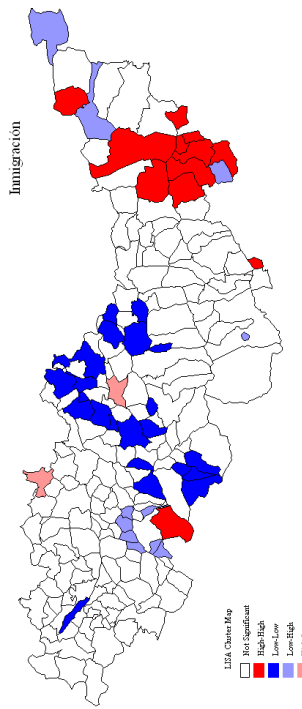 Inmigración
LISA Cluster Map
Not Significant
High-High
Low-Low
Low-High